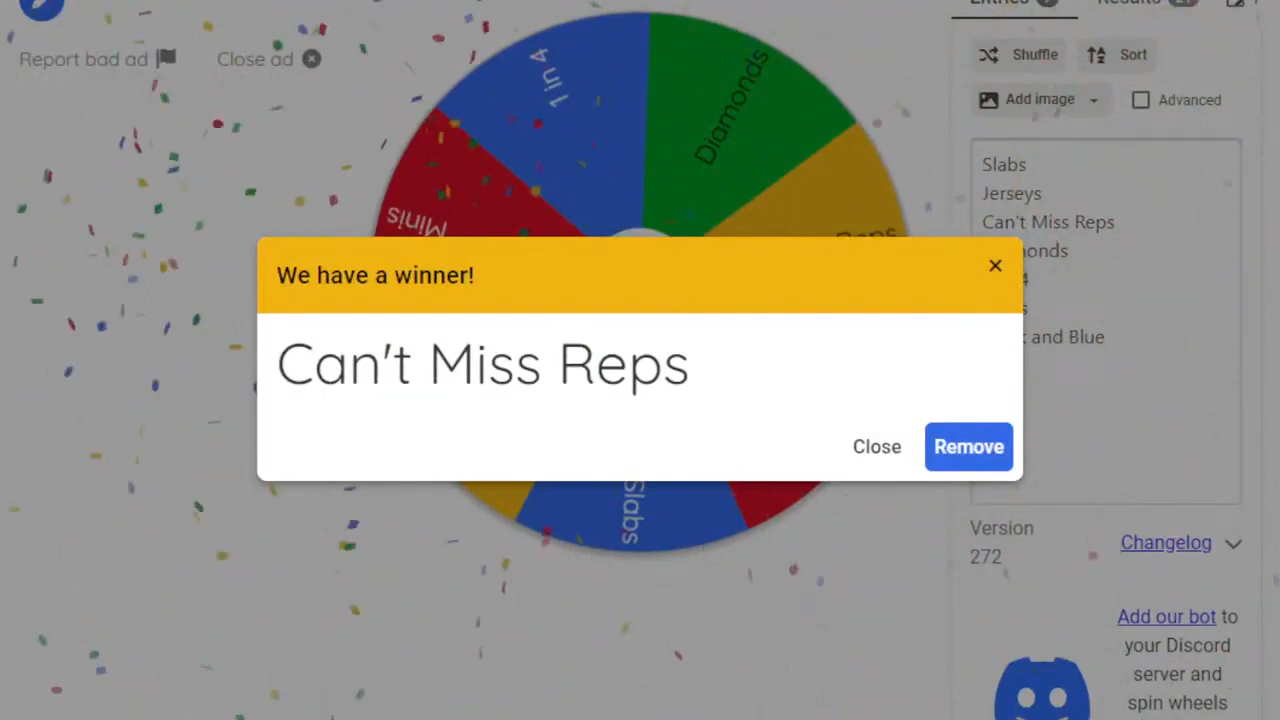 Report bad ad
Close ad
Shuffle
Sort
Add image
Advanced
1 in 4
Diamonds
Minis
Reps
Slabs
Slabs
Jerseys
Can't Miss Reps
and Blue
We have a winner!
Can't Miss Reps
Close
Remove
Version
272
Changelog
Add our bot to
your Discord
server and
spin wheels